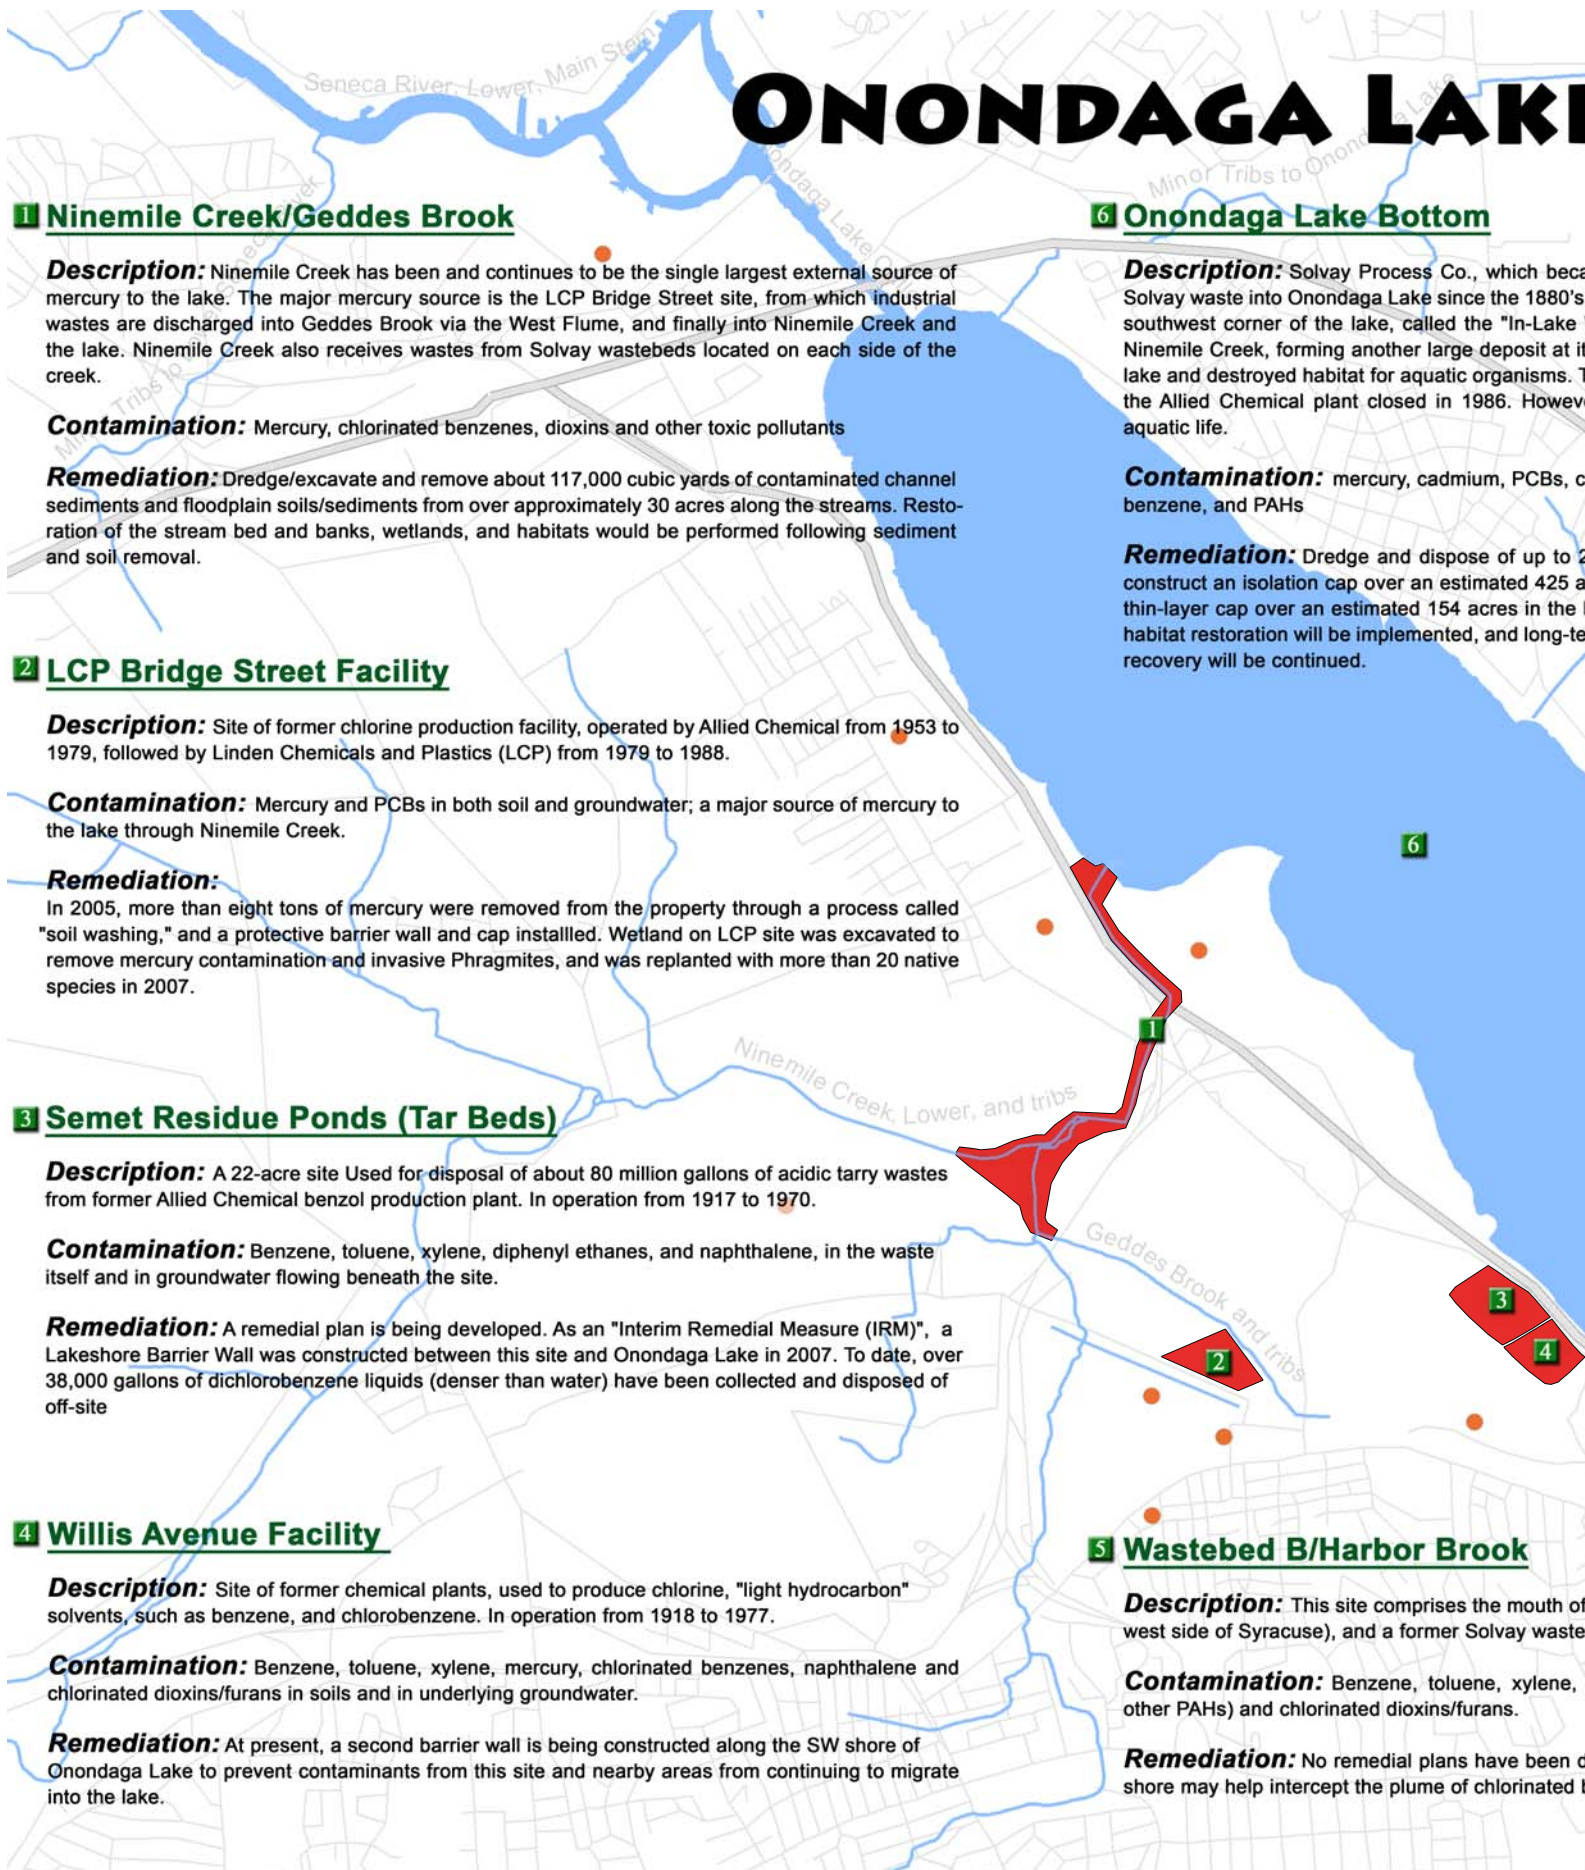 ONONDAGA LAKE
Seneca River, Lower, Main Stem
Minor Tribs to Onondaga Lake
1 Ninemile Creek/Geddes Brook
Description: Ninemile Creek has been and continues to be the single largest external source of
mercury to the lake. The major mercury source is the LCP Bridge Street site, from which industrial
wastes are discharged into Geddes Brook via the West Flume, and finally into Ninemile Creek and
the lake. Ninemile Creek also receives wastes from Solvay wastebeds located on each side of the
creek.
Contamination: Mercury, chlorinated benzenes, dioxins and other toxic pollutants
Remediation: Dredge/excavate and remove about 117,000 cubic yards of contaminated channel
sediments and floodplain soils/sediments from over approximately 30 acres along the streams. Resto-
ration of the stream bed and banks, wetlands, and habitats would be performed following sediment
and soil removal.
2 LCP Bridge Street Facility
Description: Site of former chlorine production facility, operated by Allied Chemical from 1953 to
1979, followed by Linden Chemicals and Plastics (LCP) from 1979 to 1988.
Contamination: Mercury and PCBs in both soil and groundwater; a major source of mercury to
the lake through Ninemile Creek.
Remediation:
In 2005, more than eight tons of mercury were removed from the property through a process called
"soil washing," and a protective barrier wall and cap installled. Wetland on LCP site was excavated to
remove mercury contamination and invasive Phragmites, and was replanted with more than 20 native
species in 2007.
3 Semet Residue Ponds (Tar Beds)
Description: A 22-acre site Used for disposal of about 80 million gallons of acidic tarry wastes
from former Allied Chemical benzol production plant. In operation from 1917 to 1970.
Contamination: Benzene, toluene, xylene, diphenyl ethanes, and naphthalene, in the waste
itself and in groundwater flowing beneath the site.
Remediation: A remedial plan is being developed. As an "Interim Remedial Measure (IRM)", a
Lakeshore Barrier Wall was constructed between this site and Onondaga Lake in 2007. To date, over
38,000 gallons of dichlorobenzene liquids (denser than water) have been collected and disposed of
off-site
4 Willis Avenue Facility
Description: Site of former chemical plants, used to produce chlorine, "light hydrocarbon"
solvents, such as benzene, and chlorobenzene. In operation from 1918 to 1977.
Contamination: Benzene, toluene, xylene, mercury, chlorinated benzenes, naphthalene and
chlorinated dioxins/furans in soils and in underlying groundwater.
Remediation: At present, a second barrier wall is being constructed along the SW shore of
Onondaga Lake to prevent contaminants from this site and nearby areas from continuing to migrate
into the lake.
6 Onondaga Lake Bottom
Description: Solvay Process Co., which beca
Solvay waste into Onondaga Lake since the 1880's
southwest corner of the lake, called the "In-Lake
Ninemile Creek, forming another large deposit at it
lake and destroyed habitat for aquatic organisms. T
the Allied Chemical plant closed in 1986. Howeve
aquatic life.
Contamination: mercury, cadmium, PCBs, c
benzene, and PAHs
Remediation: Dredge and dispose of up to 2
construct an isolation cap over an estimated 425 a
thin-layer cap over an estimated 154 acres in the
habitat restoration will be implemented, and long-te
recovery will be continued.
6
1
Ninemile Creek, Lower, and tribs
Geddes Brook and tribs
3
4
2
5 Wastebed B/Harbor Brook
Description: This site comprises the mouth of
west side of Syracuse), and a former Solvay waste
Contamination: Benzene, toluene, xylene,
other PAHs) and chlorinated dioxins/furans.
Remediation: No remedial plans have been d
shore may help intercept the plume of chlorinated b